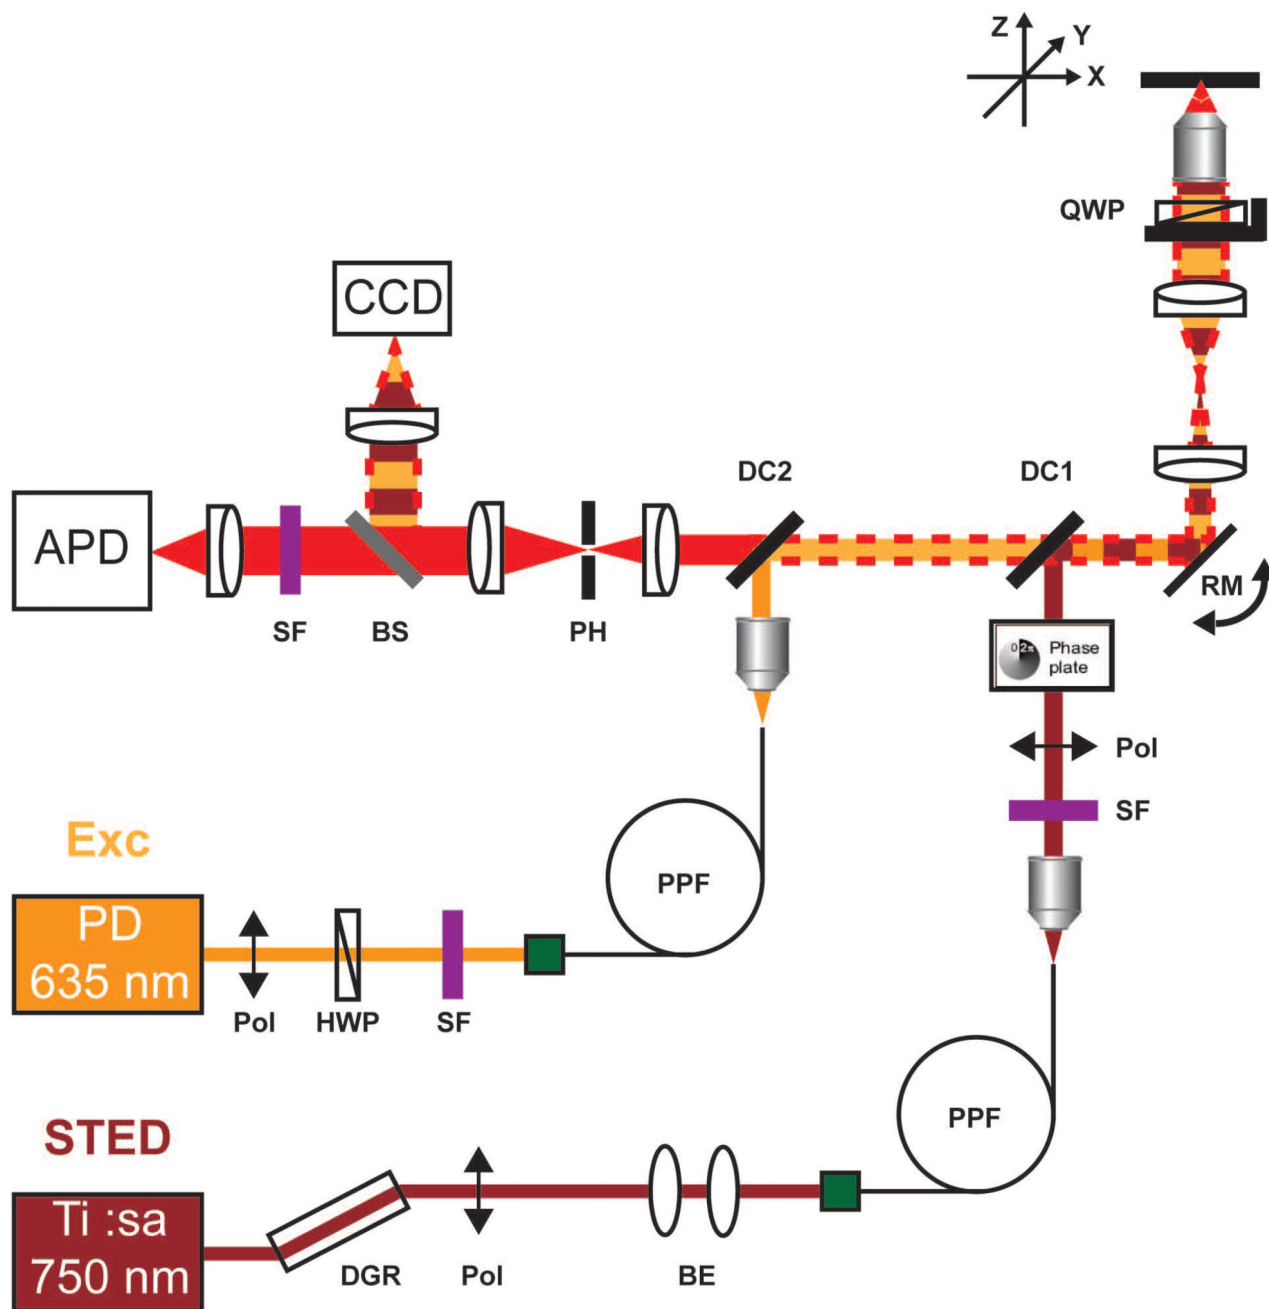 Z
Y
X
QWP
CCD
DC2
DC1
APD
RM
SF
BS
PH
0 2π
Phase
plate
Pol
SF
Exc
PPF
PD
635 nm
Pol
HWP
SF
STED
PPF
Ti :sa
750 nm
DGR
Pol
BE